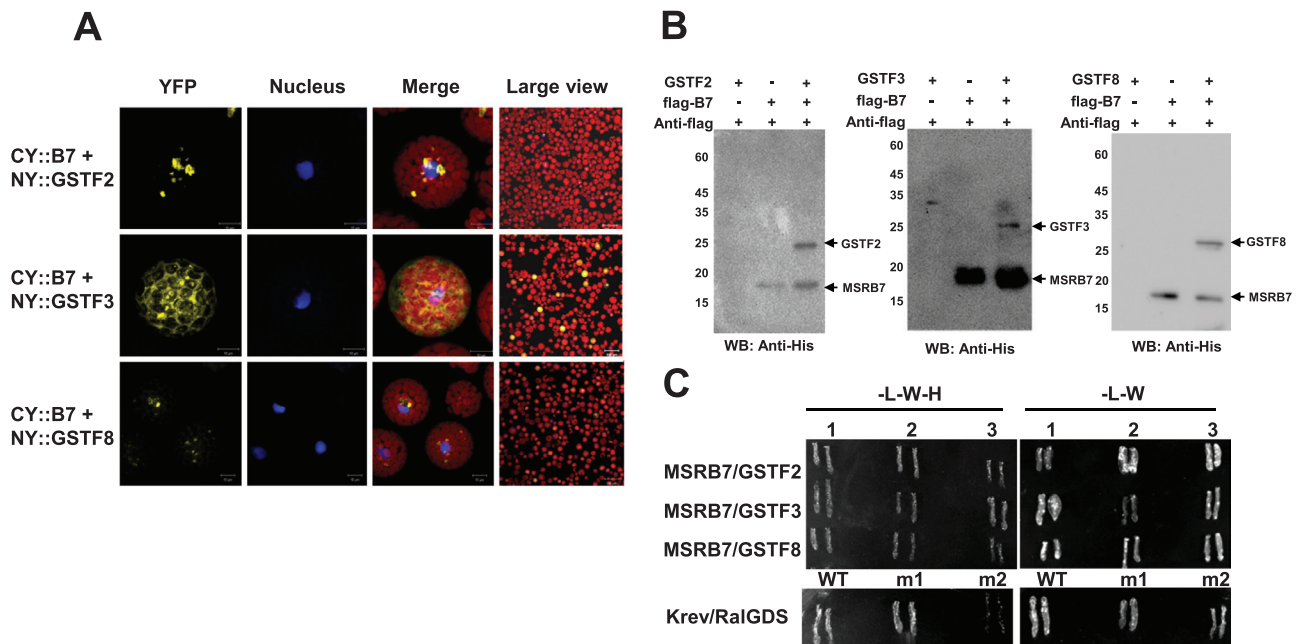 A
YFP Nucleus Merge Large view
CY::B7 +
NY::GSTF2
CY::B7 +
NY::GSTF3
CY::B7 +
NY::GSTF8
B
GSTF2 + - +
flag-B7 - + +
Anti-flag + + +
60
45
35
25
20
15
GSTF2
MSRB7
WB: Anti-His
GSTF3 + - +
flag-B7 - + +
Anti-flag + + +
60
45
35
25
20
15
GSTF3
MSRB7
WB: Anti-His
GSTF8 + - +
flag-B7 - + +
Anti-flag + + +
60
45
35
25
20
15
GSTF8
MSRB7
WB: Anti-His
C
-L-W-H -L-W
1 2 3 1 2 3
MSRB7/GSTF2
MSRB7/GSTF3
MSRB7/GSTF8
WT m1 m2 WT m1 m2
Krev/RalGDS